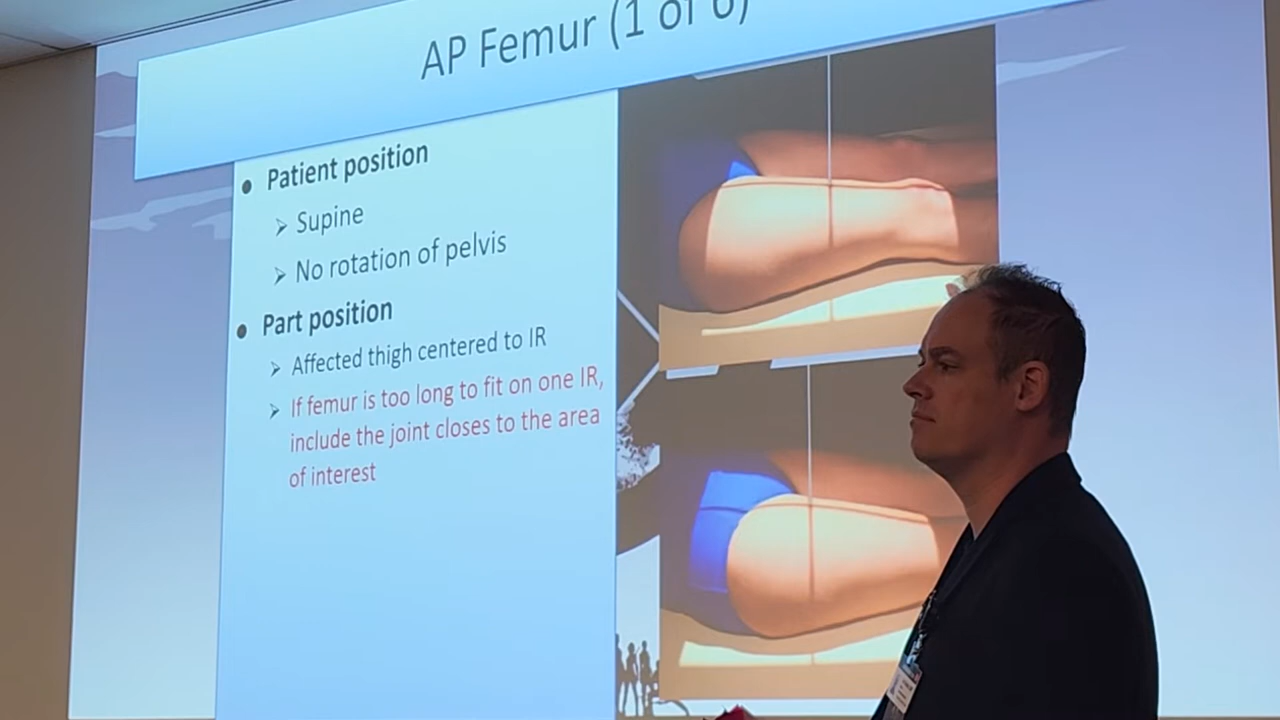 AP Femur (1 of 6)
• Patient position
➢ Supine
➢ No rotation of pelvis
• Part position
➢ Affected thigh centered to IR
➢ If femur is too long to fit on one IR,
include the joint closes to the area
of interest